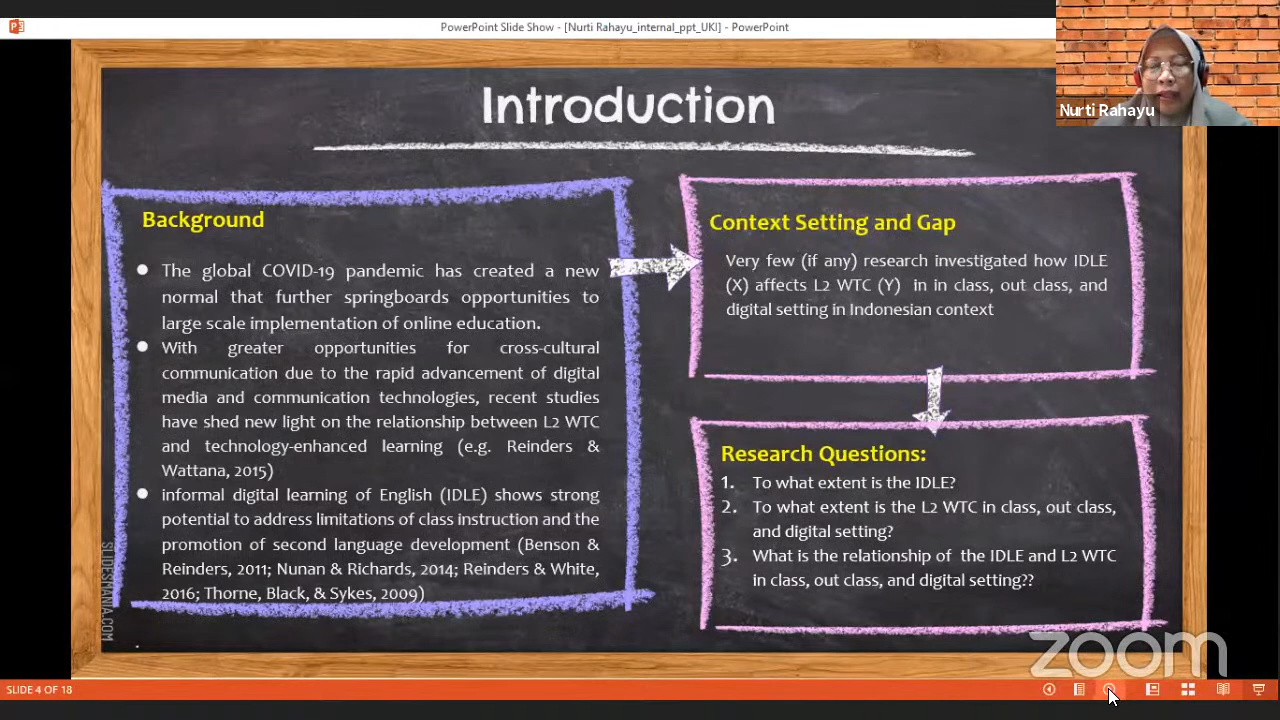 PowerPoint Slide Show - [Nurti Rahayu_internal_ppt_UKI] - PowerPoint
Nurti Rahayu
Introduction
Background
The global COVID-19 pandemic has created a new
normal that further springboards opportunities to
large scale implementation of online education.
With greater opportunities for cross-cultural
communication due to the rapid advancement of digital
media and communication technologies, recent studies
have shed new light on the relationship between L2 WTC
and technology-enhanced learning (e.g. Reinders &
Wattana, 2015)
informal digital learning of English (IDLE) shows strong
potential to address limitations of class instruction and the
promotion of second language development (Benson &
Reinders, 2011; Nunan & Richards, 2014; Reinders & White,
2016; Thorne, Black, & Sykes, 2009)
SLIDESMANIA.COM
Context Setting and Gap
Very few (if any) research investigated how IDLE
(X) affects L2 WTC (Y) in in class, out class, and
digital setting in Indonesian context
Research Questions:
1. To what extent is the IDLE?
2. To what extent is the L2 WTC in class, out class,
and digital setting?
3. What is the relationship of the IDLE and L2 WTC
in class, out class, and digital setting??
zoom
SLIDE 4 OF 18